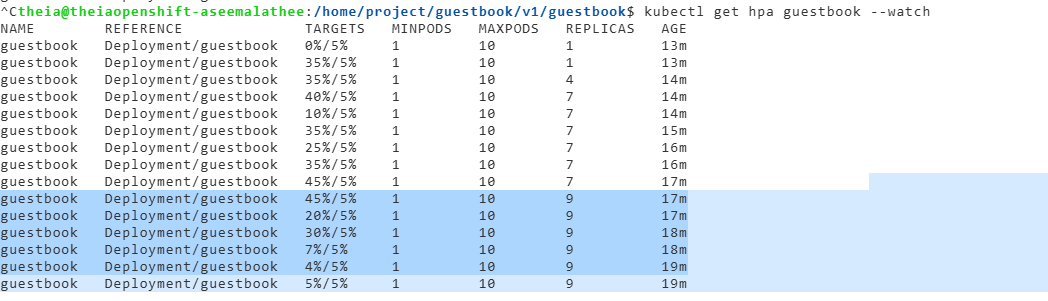 ^Ctheia@theiaopenshift-aseemalathee:/home/project/guestbook/v1/guestbook$ kubectl get hpa guestbook --watch
NAME REFERENCE TARGETS MINPODS MAXPODS REPLICAS AGE
guestbook Deployment/guestbook 0%/5% 1 10 1 13m
guestbook Deployment/guestbook 35%/5% 1 10 1 13m
guestbook Deployment/guestbook 35%/5% 1 10 4 14m
guestbook Deployment/guestbook 40%/5% 1 10 7 14m
guestbook Deployment/guestbook 10%/5% 1 10 7 14m
guestbook Deployment/guestbook 35%/5% 1 10 7 15m
guestbook Deployment/guestbook 25%/5% 1 10 7 16m
guestbook Deployment/guestbook 35%/5% 1 10 7 16m
guestbook Deployment/guestbook 45%/5% 1 10 7 17m
guestbook Deployment/guestbook 45%/5% 1 10 9 17m
guestbook Deployment/guestbook 20%/5% 1 10 9 17m
guestbook Deployment/guestbook 30%/5% 1 10 9 18m
guestbook Deployment/guestbook 7%/5% 1 10 9 18m
guestbook Deployment/guestbook 4%/5% 1 10 9 19m
guestbook Deployment/guestbook 5%/5% 1 10 9 19m